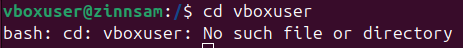 vboxuser@zinnsam:/$ cd vboxuser
bash: cd: vboxuser: No such file or directory